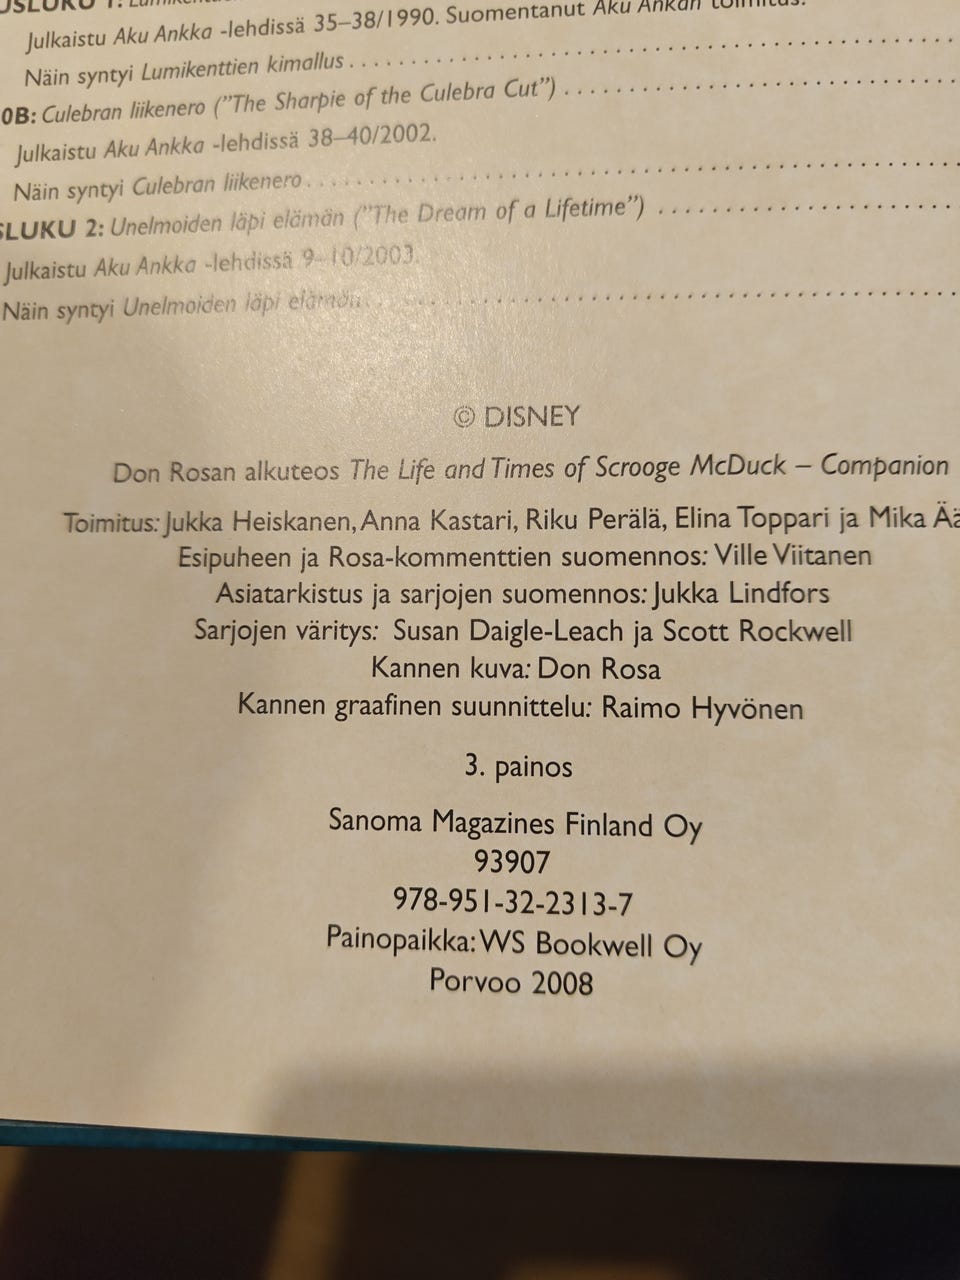 Julkaistu Aku Ankka -lehdissä 35–38/1990. Suomentanut Aku Ankan toimitus.
Näin syntyi Lumikenttien kimallus
0B: Culebran liikenero (”The Sharpie of the Culebra Cut”)
Julkaistu Aku Ankka -lehdissä 38–40/2002.
Näin syntyi Culebran liikenero
SLUKU 2: Unelmoiden läpi elämän (”The Dream of a Lifetime”)
Julkaistu Aku Ankka -lehdissä 9–10/2003.
Näin syntyi Unelmoiden läpi elämän
© DISNEY
Don Rosan alkuteos The Life and Times of Scrooge McDuck – Companion
Toimitus: Jukka Heiskanen, Anna Kastari, Riku Perälä, Elina Toppari ja Mika
Esipuheen ja Rosa-kommenttien suomennos: Ville Viitanen
Asiatarkistus ja sarjojen suomennos: Jukka Lindfors
Sarjojen väritys: Susan Daigle-Leach ja Scott Rockwell
Kannen kuva: Don Rosa
Kannen graafinen suunnittelu: Raimo Hyvönen
3. painos
Sanoma Magazines Finland Oy
93907
978-951-32-2313-7
Painopaikka: WS Bookwell Oy
Porvoo 2008